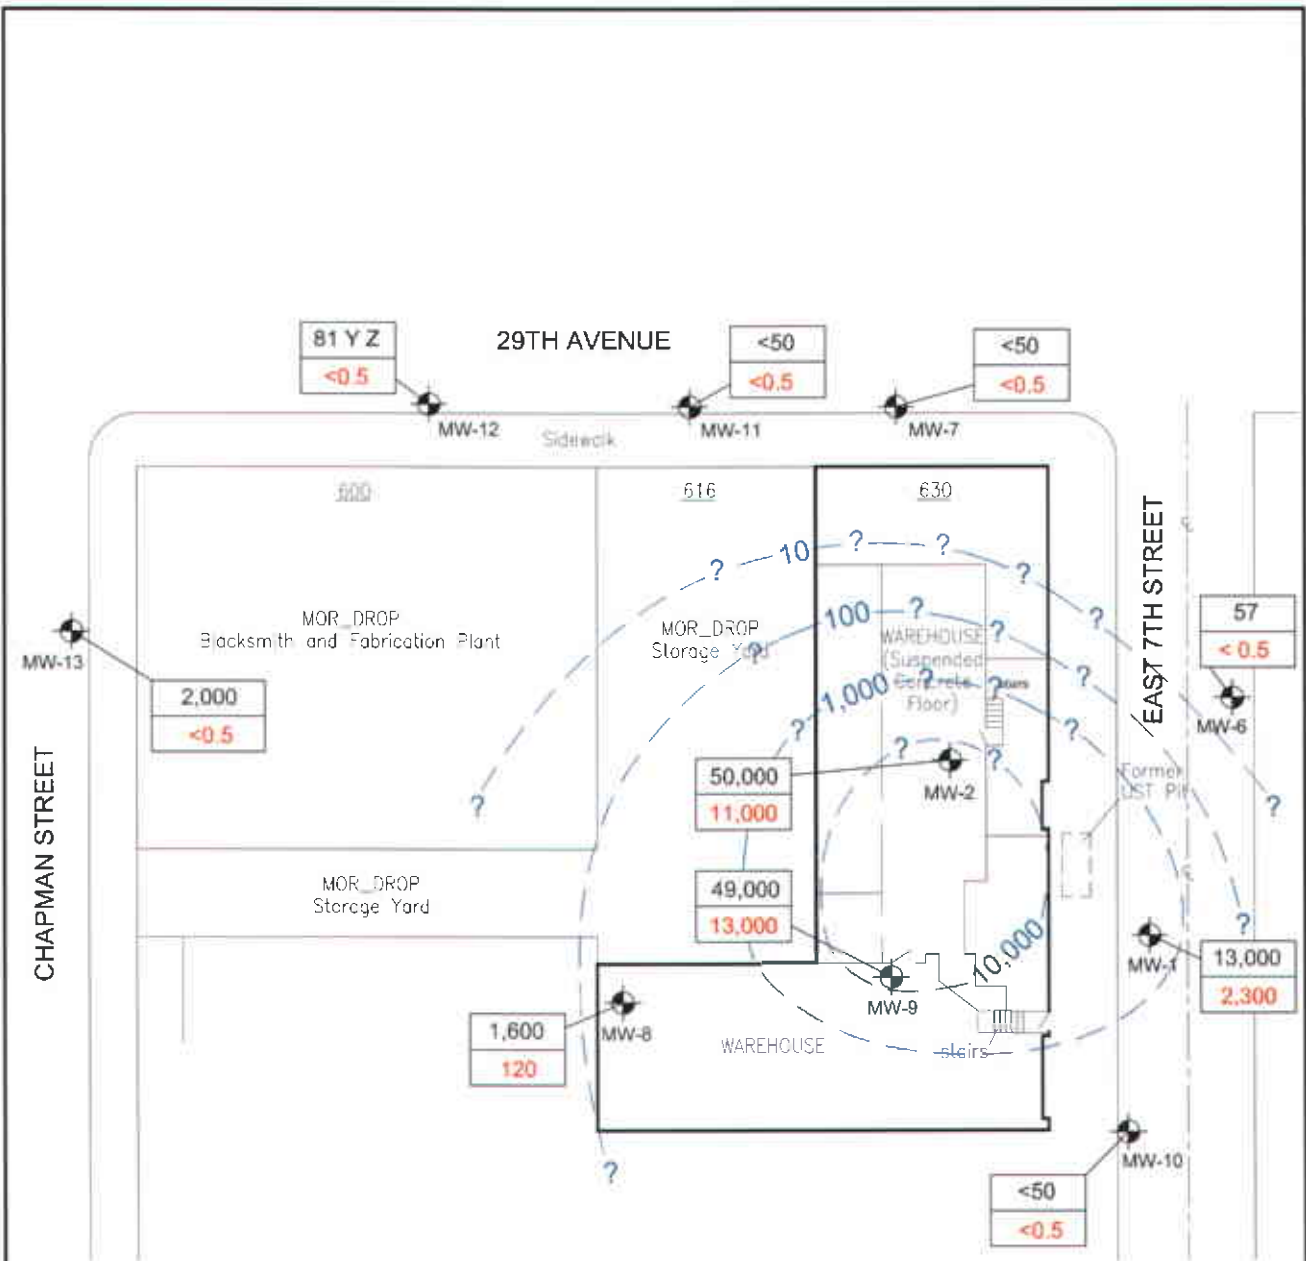 29TH AVENUE
81 Y Z
<0.5
MW-12
<50
<0.5
MW-11
<50
<0.5
MW-7
Sidewalk
600
616
630
EAST 7TH STREET
? 10 ? ? ? ?
100 ? ? ?
?
MOR_DROP
Blacksmith and Fabrication Plant
MOR_DROP
Storage Yard
WAREHOUSE
(Suspended
Concrete
Floor)
stairs
57
<0.5
MW-6
MW-13
2,000
<0.5
1,000 ? ?
? ?
? ?
50,000
11,000
MW-2
Former
UST Pit
? ?
CHAPMAN STREET
MOR_DROP
Storage Yard
49,000
13,000
MW-9
10,000
?
MW-1
13,000
2,300
1,600
120
MW-8
WAREHOUSE
stairs
MW-10
<50
<0.5
?